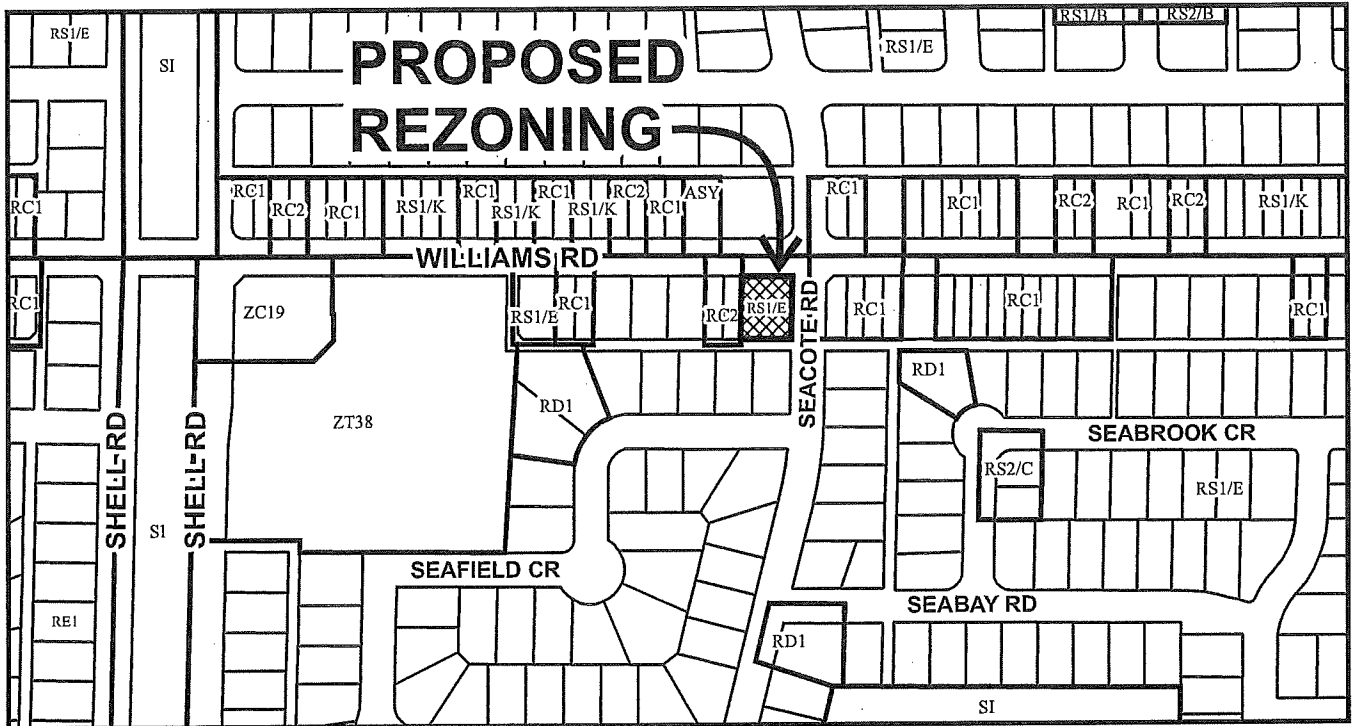 RS1/E
SI
RS1/B
RS2/B
RS1/E
PROPOSED
REZONING
RC1
RC1
RC2
RC1
RS1/K
RC1
RS1/K
RC1
RS1/K
RC2
RC1
ASY
RC1
RC1
RC2
RC1
RC2
RS1/K
WILLIAMS RD
RC1
ZC19
RS1/E
RC1
RC2
RS1/E
RC1
RC1
RC1
SEACOTE RD
RD1
RD1
ZT38
SEABROOK CR
SHELL RD
SHELL RD
RS2/C
RS1/E
S1
SEAFIELD CR
SEABAY RD
RE1
RD1
SI